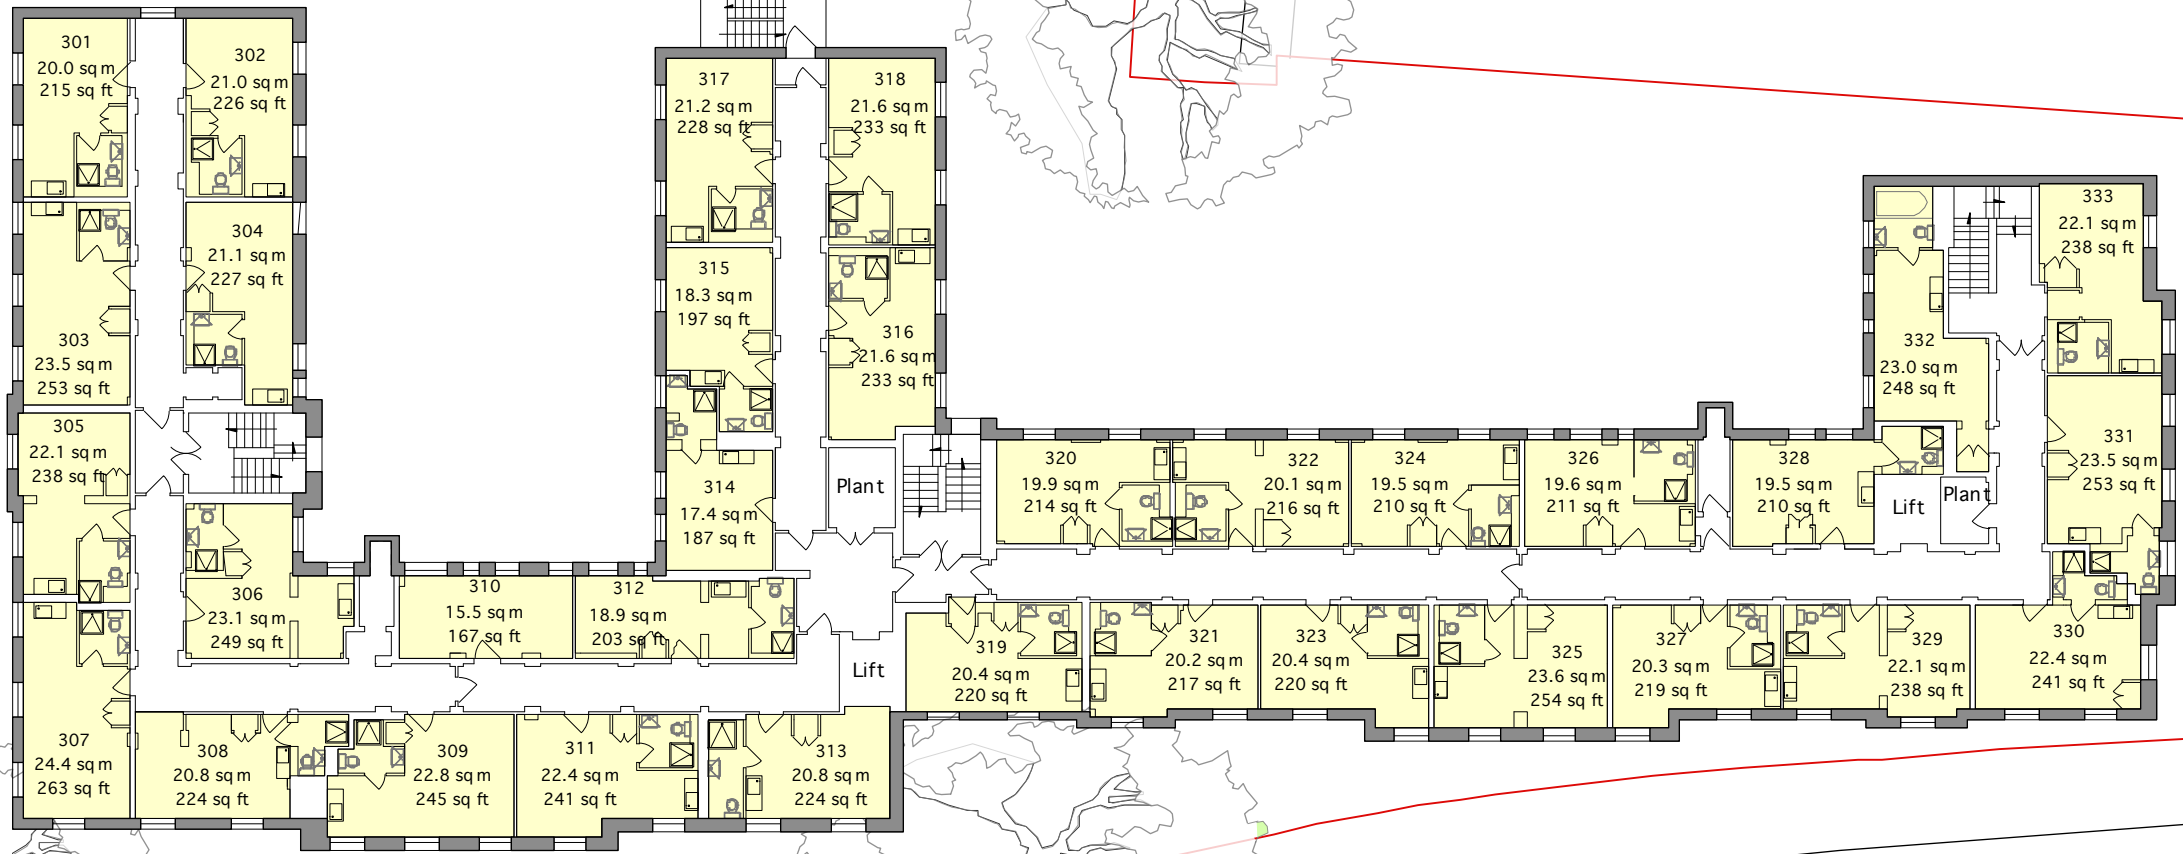 301
20.0 sq m
215 sq ft
302
21.0 sq m
226 sq ft
303
23.5 sq m
253 sq ft
304
21.1 sq m
227 sq ft
305
22.1 sq m
238 sq ft
306
23.1 sq m
249 sq ft
307
24.4 sq m
263 sq ft
308
20.8 sq m
224 sq ft
309
22.8 sq m
245 sq ft
310
15.5 sq m
167 sq ft
311
22.4 sq m
241 sq ft
312
18.9 sq m
203 sq ft
313
20.8 sq m
224 sq ft
314
17.4 sq m
187 sq ft
315
18.3 sq m
197 sq ft
316
21.6 sq m
233 sq ft
317
21.2 sq m
228 sq ft
318
21.6 sq m
233 sq ft
Plant
Lift
319
20.4 sq m
220 sq ft
320
19.9 sq m
214 sq ft
321
20.2 sq m
217 sq ft
322
20.1 sq m
216 sq ft
323
20.4 sq m
220 sq ft
324
19.5 sq m
210 sq ft
325
23.6 sq m
254 sq ft
326
19.6 sq m
211 sq ft
327
20.3 sq m
219 sq ft
328
19.5 sq m
210 sq ft
329
22.1 sq m
238 sq ft
330
22.4 sq m
241 sq ft
Lift
Plant
331
23.5 sq m
253 sq ft
332
23.0 sq m
248 sq ft
333
22.1 sq m
238 sq ft